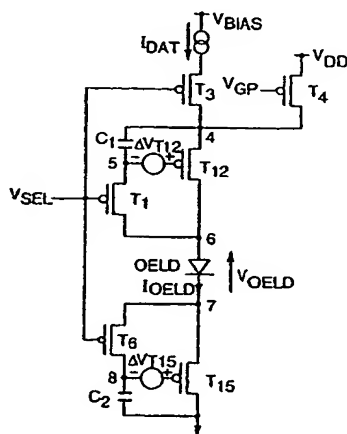 VBIAS
IDAT
VDD
T3
VGP
T4
C1
ΔVT12
4
5
− +
T12
VSEL
T1
6
OELD
VOELD
IOELD
7
T6
ΔVT15
8
− +
T15
C2